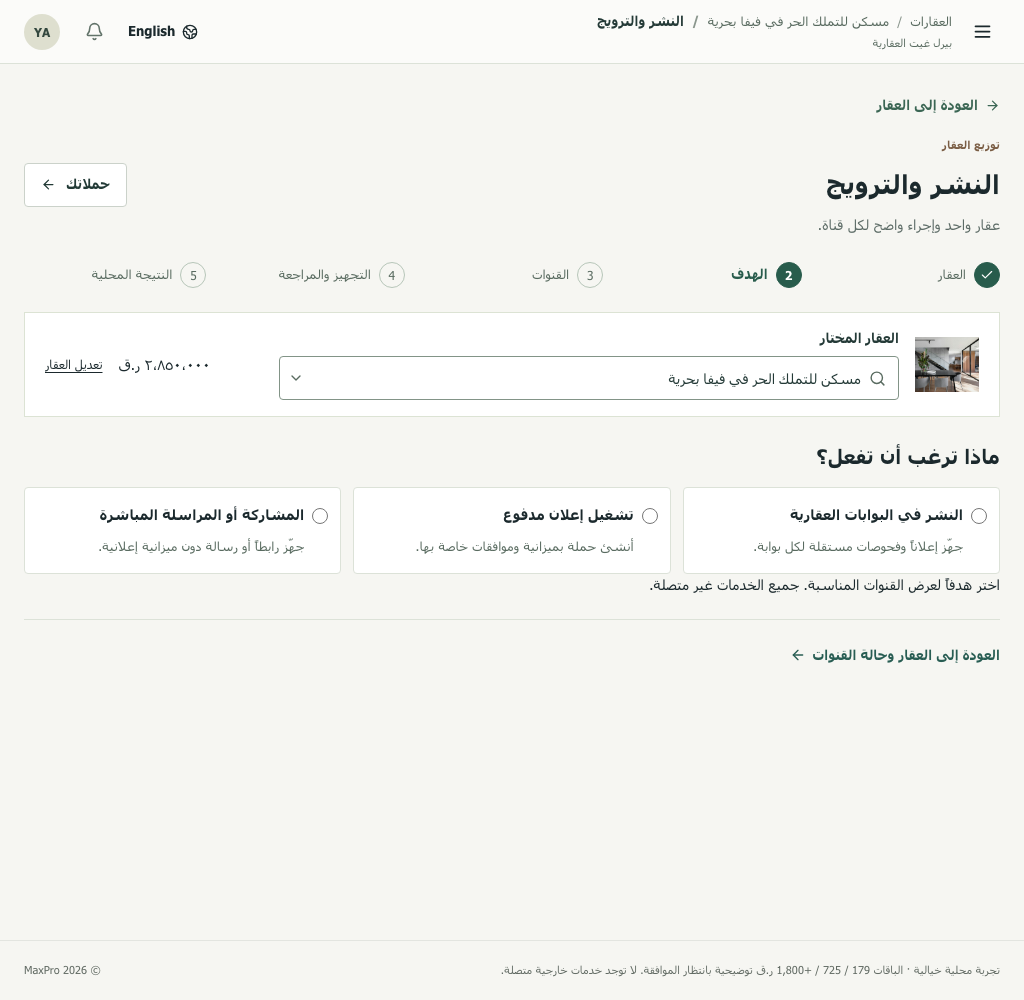 العقارات / مسكن للتملك الحر في فيفا بحرية / النشر والترويج
بيرل غيت العقارية
English
YA
العودة إلى العقار
توزيع العقار
النشر والترويج
حملاتك
عقار واحد وإجراء واضح لكل قناة.
العقار
2 الهدف
3 القنوات
4 التجهيز والمراجعة
5 النتيجة المحلية
العقار المختار
مسكن للتملك الحر في فيفا بحرية
٢،٨٥٠،٠٠٠ ر.ق
تعديل العقار
ماذا ترغب أن تفعل؟
النشر في البوابات العقارية
جهّز إعلاناً وفحوصات مستقلة لكل بوابة.
تشغيل إعلان مدفوع
أنشئ حملة بميزانية وموافقات خاصة بها.
المشاركة أو المراسلة المباشرة
جهّز رابطاً أو رسالة دون ميزانية إعلانية.
اختر هدفاً لعرض القنوات المناسبة. جميع الخدمات غير متصلة.
العودة إلى العقار وحالة القنوات
تجربة محلية خيالية · الباقات 179 / 725 / +1,800 ر.ق توضيحية بانتظار الموافقة. لا توجد خدمات خارجية متصلة.
© 2026 MaxPro